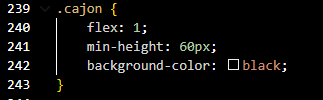 239 .cajon {
240 flex: 1;
241 min-height: 60px;
242 background-color: black;
243 }